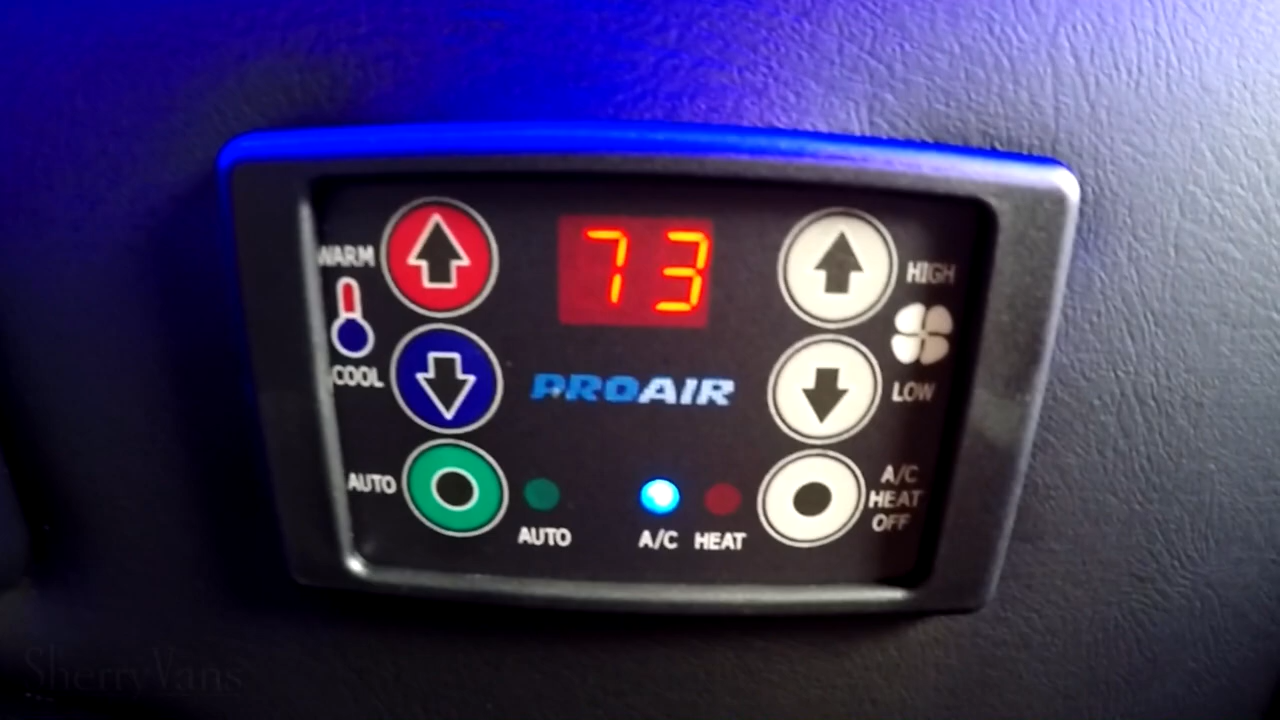 WARM
73
HIGH
COOL
PROAIR
LOW
AUTO
AUTO
A/C
HEAT
A/C
HEAT
OFF
SherryVans